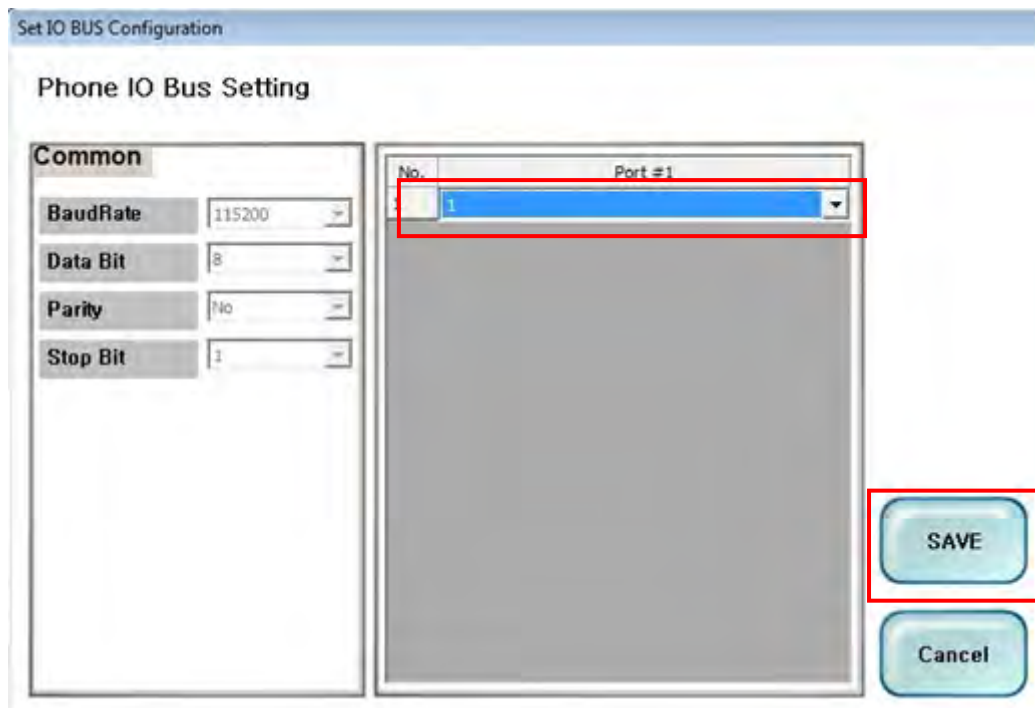 Set IO BUS Configuration
Phone IO Bus Setting
Common
BaudRate 115200
Data Bit 8
Parity No
Stop Bit 1
No. Port #1
1
SAVE
Cancel